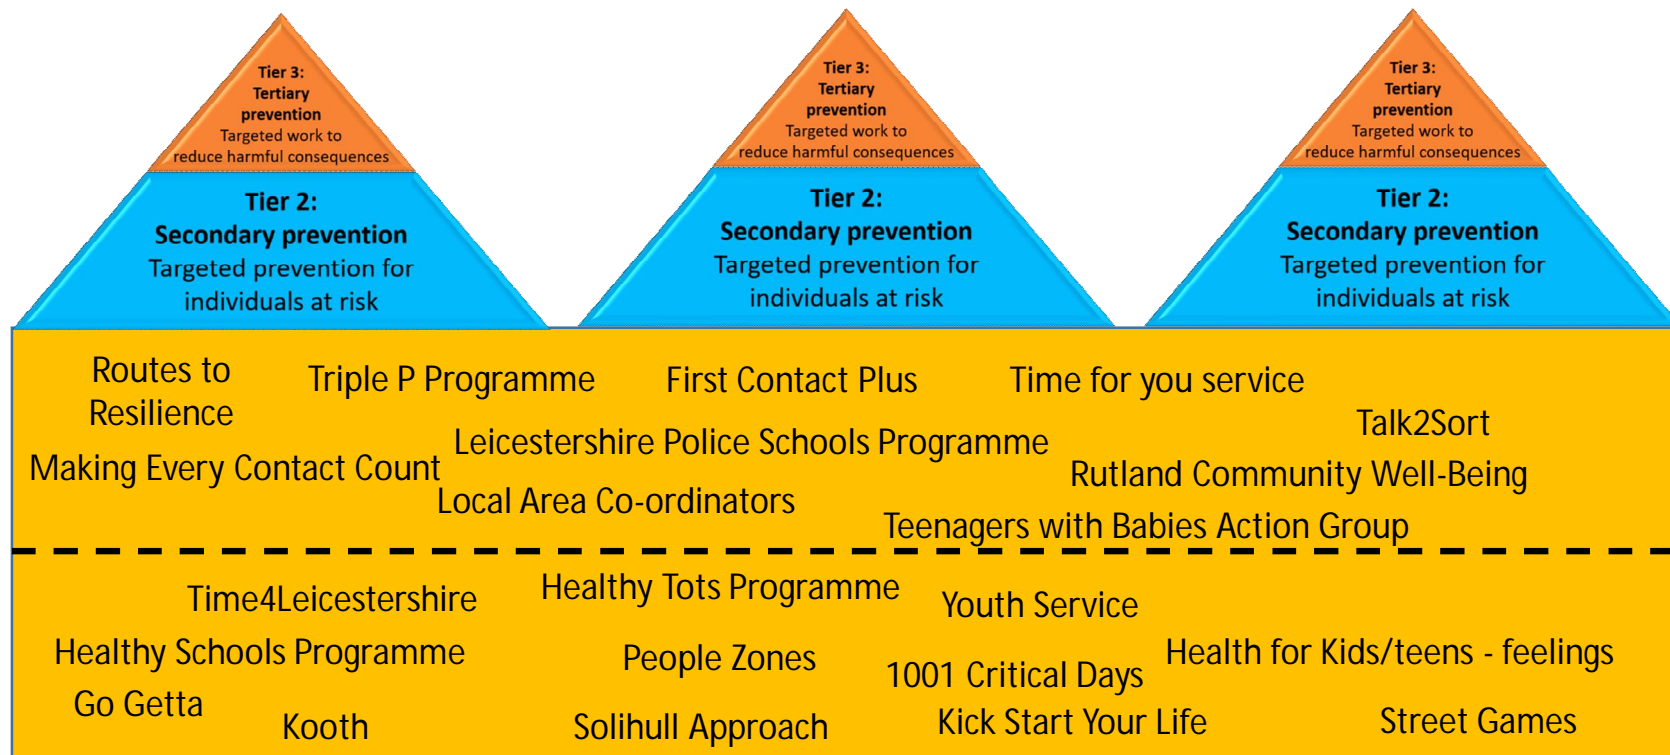 Tier 3:
Tertiary
prevention
Targeted work to
reduce harmful consequences
Tier 2:
Secondary prevention
Targeted prevention for
individuals at risk
Tier 3:
Tertiary
prevention
Targeted work to
reduce harmful consequences
Tier 2:
Secondary prevention
Targeted prevention for
individuals at risk
Tier 3:
Tertiary
prevention
Targeted work to
reduce harmful consequences
Tier 2:
Secondary prevention
Targeted prevention for
individuals at risk
Routes to
Resilience
Triple P Programme
First Contact Plus
Time for you service
Talk2Sort
Leicestershire Police Schools Programme
Making Every Contact Count
Rutland Community Well-Being
Local Area Co-ordinators
Teenagers with Babies Action Group
Time4Leicestershire
Healthy Tots Programme
Youth Service
Healthy Schools Programme
People Zones
1001 Critical Days
Health for Kids/teens - feelings
Go Getta
Kooth
Solihull Approach
Kick Start Your Life
Street Games